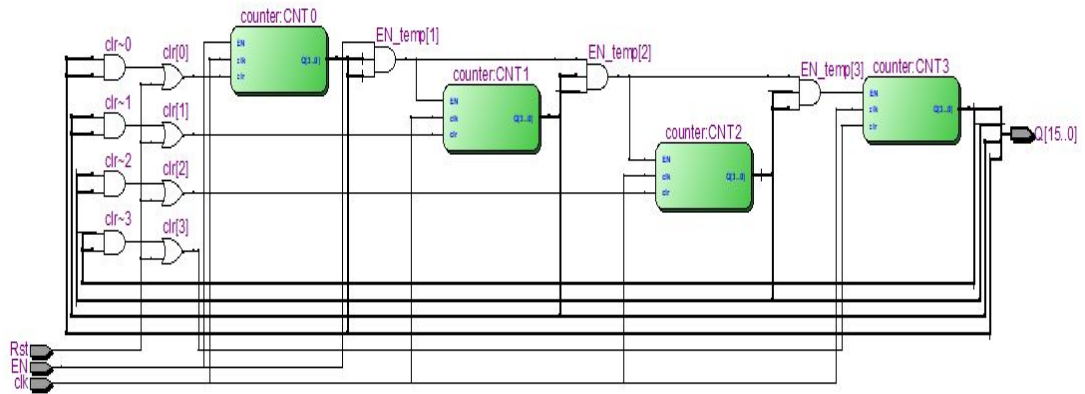 counter:CNT0
clr~0
clr[0]
EN
clk
clr
Q[3..0]
EN_temp[1]
EN_temp[2]
EN_temp[3]
counter:CNT3
EN
clk
clr
Q[3..0]
clr~1
clr[1]
counter:CNT1
EN
clk
clr
Q[3..0]
clr~2
clr[2]
counter:CNT2
EN
clk
clr
Q[3..0]
Q[15..0]
clr~3
clr[3]
Rst
EN
clk